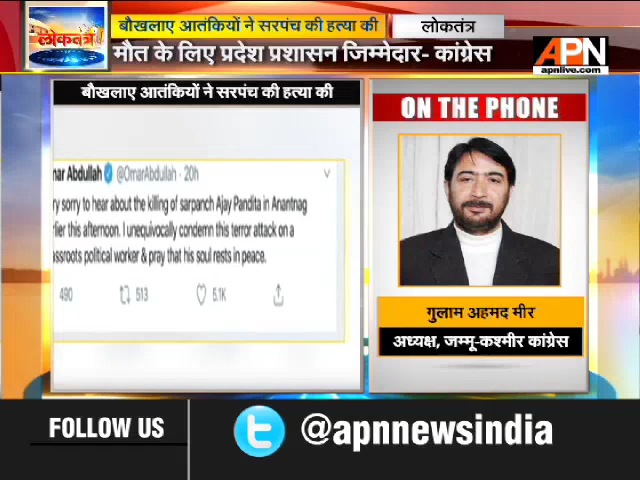 लोकतंत्र
बौखलाए आतंकियों ने सरपंच की हत्या की
लोकतंत्र
मौत के लिए प्रदेश प्रशासन जिम्मेदार- कांग्रेस
APN
apnlive.com
बौखलाए आतंकियों ने सरपंच की हत्या की
mar Abdullah @OmarAbdullah · 20h
ry sorry to hear about the killing of sarpanch Ajay Pandita in Anantnag
rlier this afternoon. I unequivocally condemn this terror attack on a
assroots political worker & pray that his soul rests in peace.
490 513 5.1K
ON THE PHONE
गुलाम अहमद मीर
अध्यक्ष, जम्मू-कश्मीर कांग्रेस
FOLLOW US
@apnnewsindia